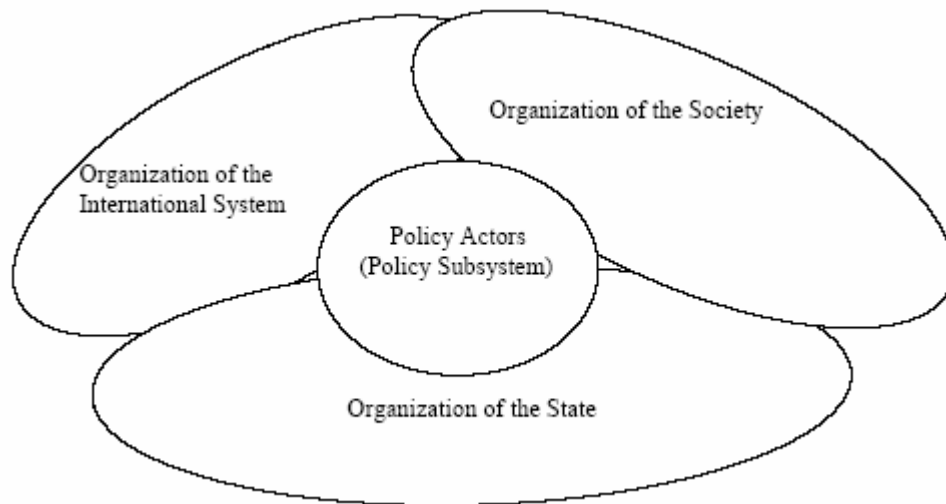 Organization of the Society
Organization of the
International System
Policy Actors
(Policy Subsystem)
Organization of the State